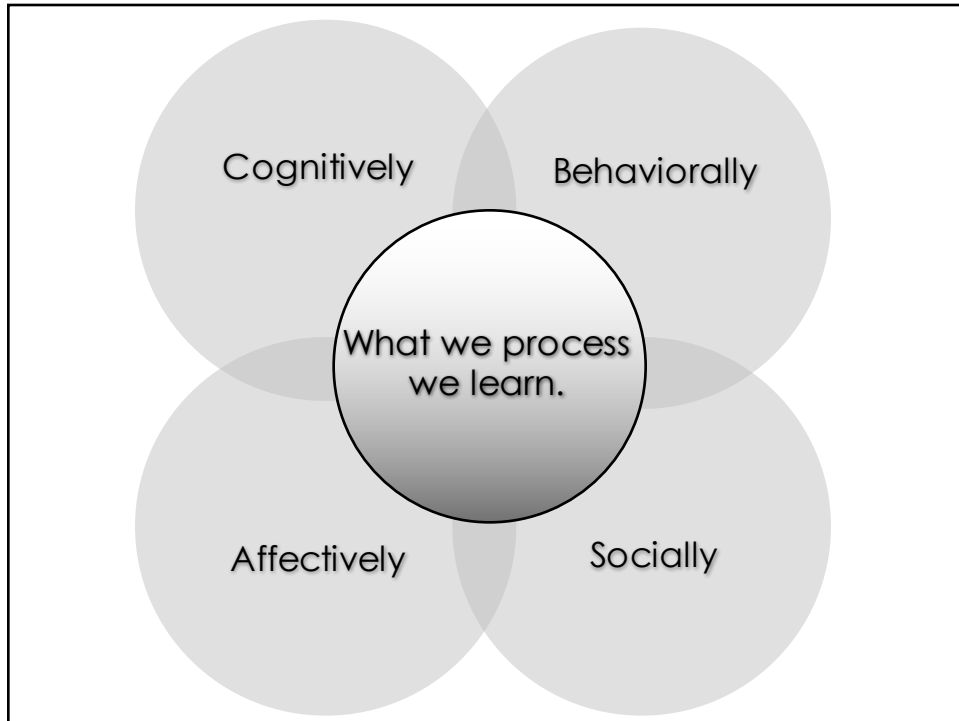 Cognitively
Behaviorally
What we process
we learn.
Affectively
Socially